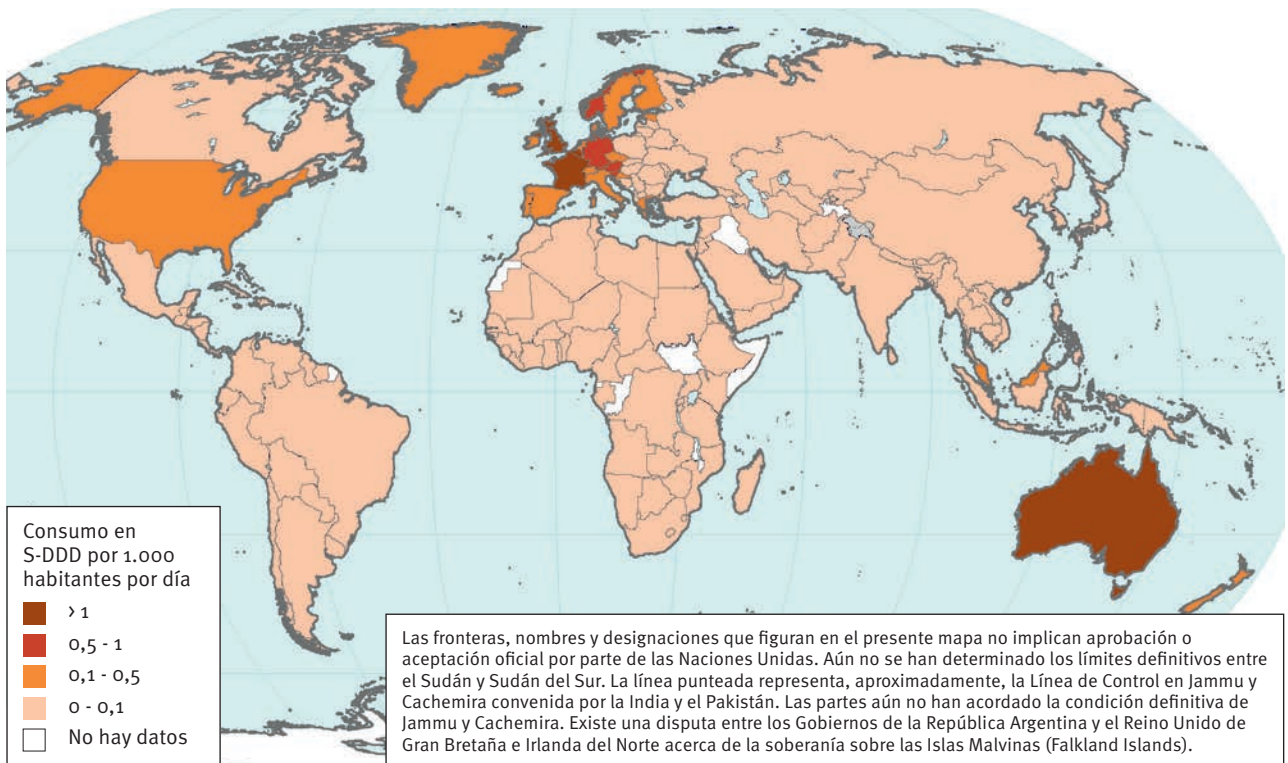 Consumo en
S-DDD por 1.000
habitantes por día
> 1
0,5 - 1
0,1 - 0,5
0 - 0,1
No hay datos
Las fronteras, nombres y designaciones que figuran en el presente mapa no implican aprobación o
aceptación oficial por parte de las Naciones Unidas. Aún no se han determinado los límites definitivos entre
el Sudán y Sudán del Sur. La línea punteada representa, aproximadamente, la Línea de Control en Jammu y
Cachemira convenida por la India y el Pakistán. Las partes aún no han acordado la condición definitiva de
Jammu y Cachemira. Existe una disputa entre los Gobiernos de la República Argentina y el Reino Unido de
Gran Bretaña e Irlanda del Norte acerca de la soberanía sobre las Islas Malvinas (Falkland Islands).